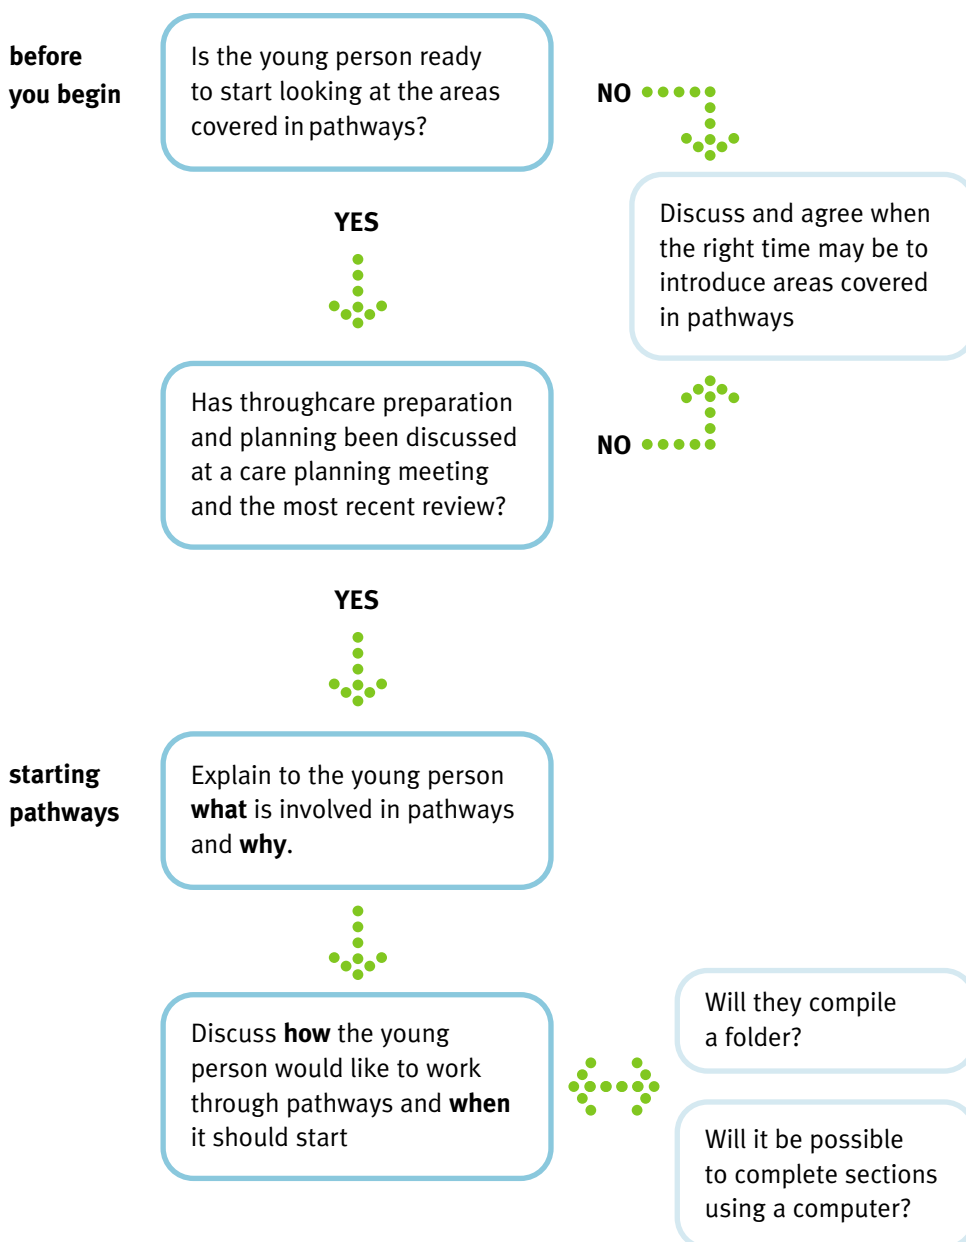 before
you begin
Is the young person ready
to start looking at the areas
covered in pathways?
NO
Discuss and agree when
the right time may be to
introduce areas covered
in pathways
YES
Has throughcare preparation
and planning been discussed
at a care planning meeting
and the most recent review?
NO
YES
starting
pathways
Explain to the young person
what is involved in pathways
and why.
Discuss how the young
person would like to work
through pathways and when
it should start
Will they compile
a folder?
Will it be possible
to complete sections
using a computer?